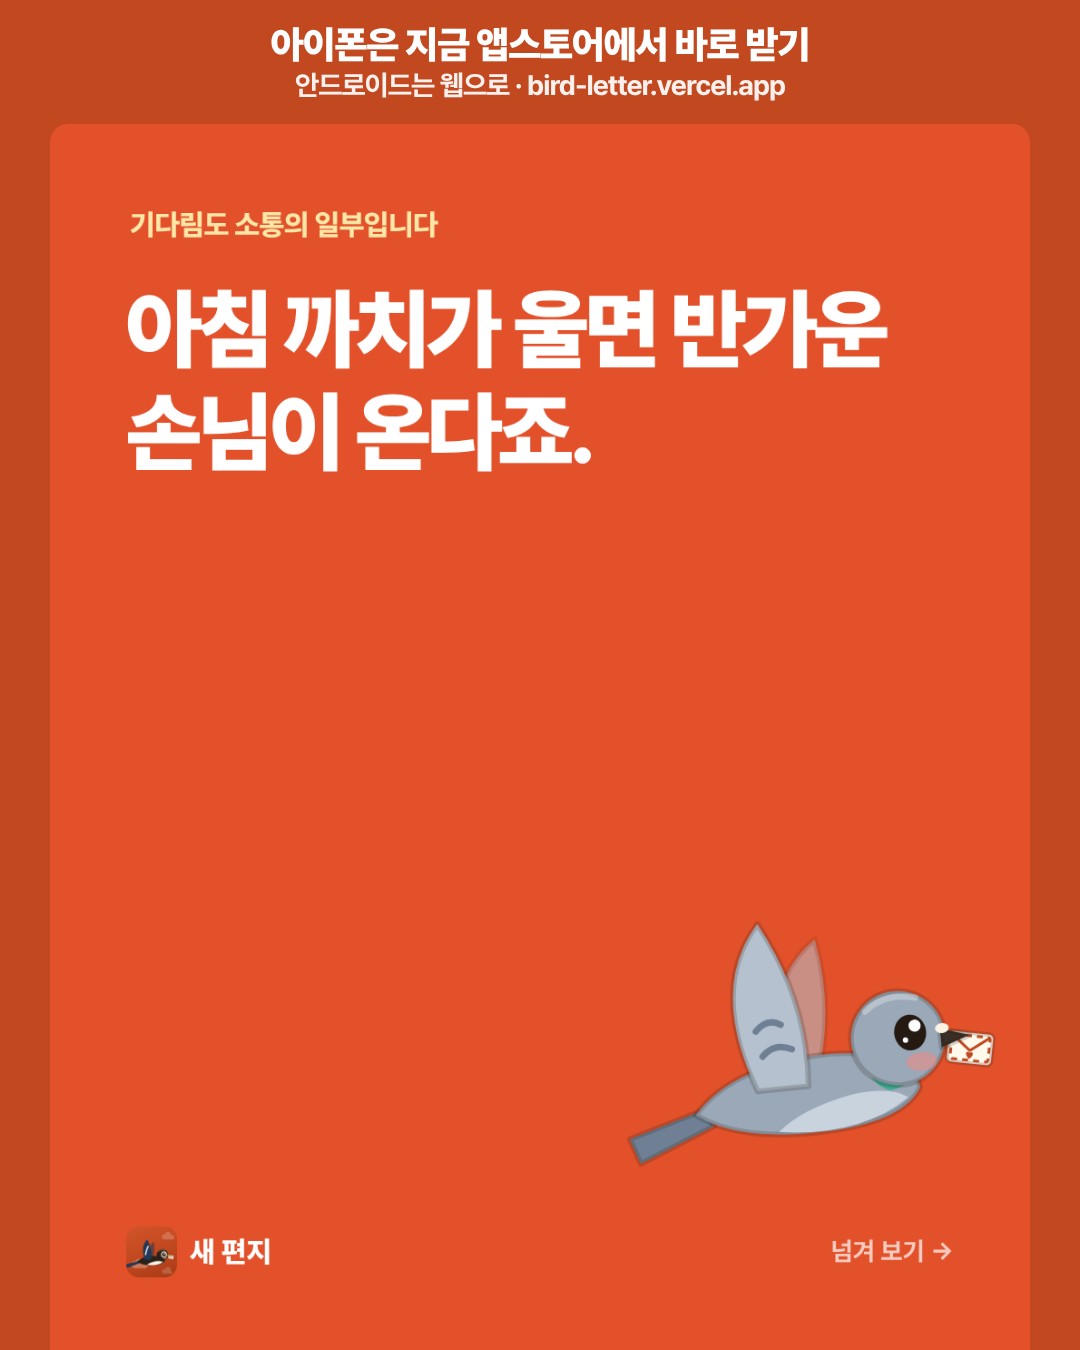 아이폰은 지금 앱스토어에서 바로 받기
안드로이드는 웹으로 · bird-letter.vercel.app
기다림도 소통의 일부입니다
아침 까치가 울면 반가운
손님이 온다죠.
새 편지
넘겨 보기 →